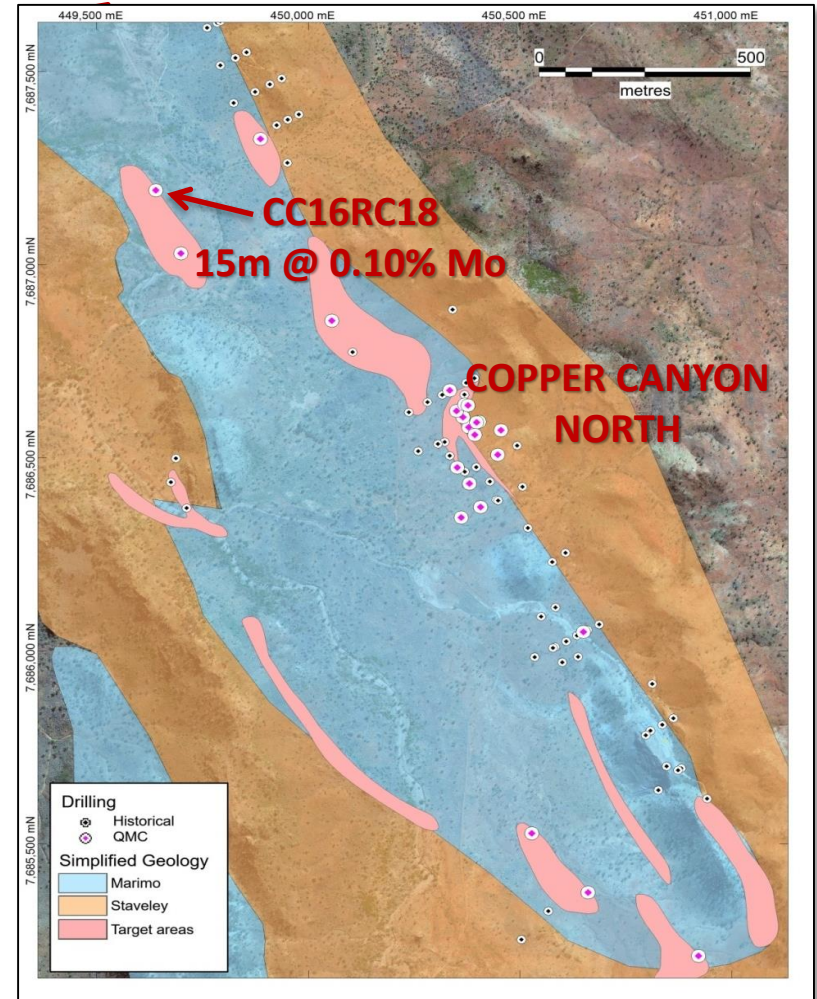 449,500 mE 450,000 mE 450,500 mE 451,000 mE
7,687,500 mN
0 500
metres
CC16RC18
15m @ 0.10% Mo
7,687,000 mN
COPPER CANYON
NORTH
7,686,500 mN
7,686,000 mN
7,685,500 mN
Drilling
Historical
QMC
Simplified Geology
Marimo
Staveley
Target areas